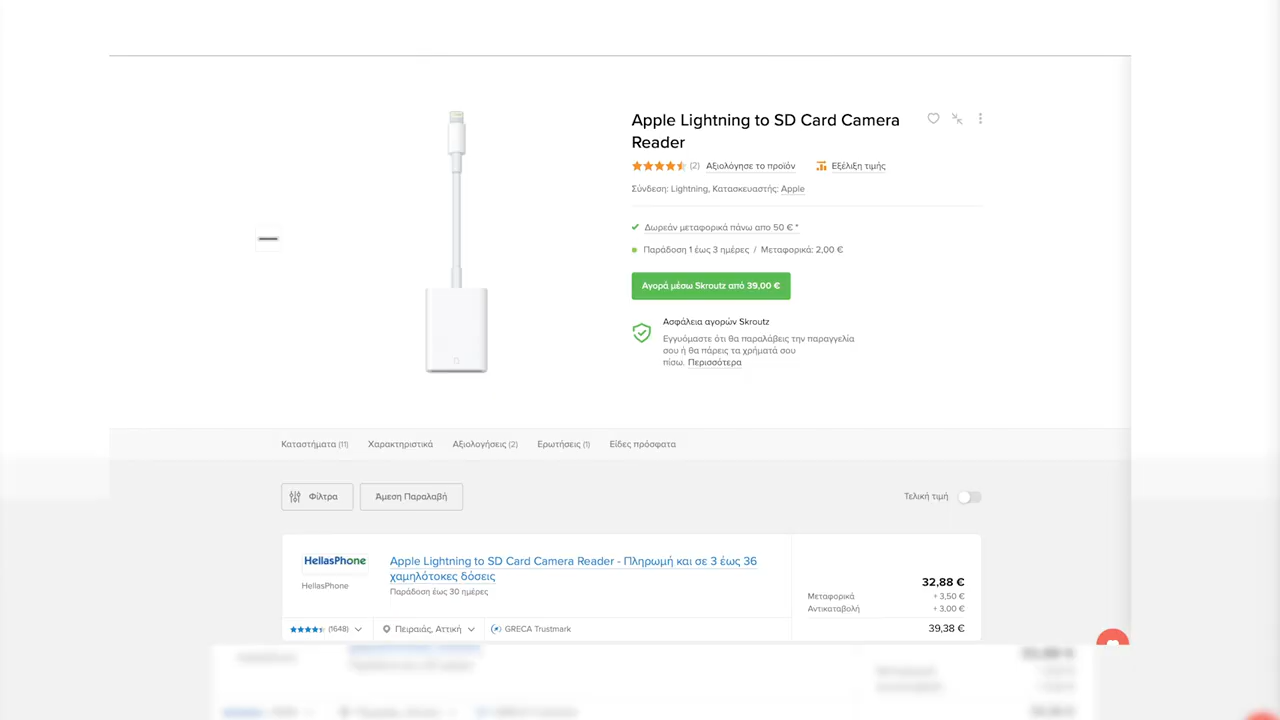 Apple Lightning to SD Card Camera
Reader
(2) Αξιολόγησε το προϊόν Εξέλιξη τιμής
Σύνδεση: Lightning, Κατασκευαστής: Apple
Δωρεάν μεταφορικά πάνω απο 50 € *
Παράδοση 1 έως 3 ημέρες / Μεταφορικά: 2,00 €
Αγορά μέσω Skroutz από 39,00 €
Ασφάλεια αγορών Skroutz
Εγγυόμαστε ότι θα παραλάβεις την παραγγελία
σου ή θα πάρεις τα χρήματά σου
πίσω. Περισσότερα
Καταστήματα (11) Χαρακτηριστικά Αξιολογήσεις (2) Ερωτήσεις (1) Είδες πρόσφατα
Φίλτρα Άμεση Παραλαβή Τελική τιμή
HellasPhone
HellasPhone
Apple Lightning to SD Card Camera Reader - Πληρωμή και σε 3 έως 36
χαμηλότοκες δόσεις
Παράδοση έως 30 ημέρες
32,88 €
Μεταφορικά + 3,50 €
Αντικαταβολή + 3,00 €
39,38 €
(1648) Πειραιάς, Αττική GRECA Trustmark